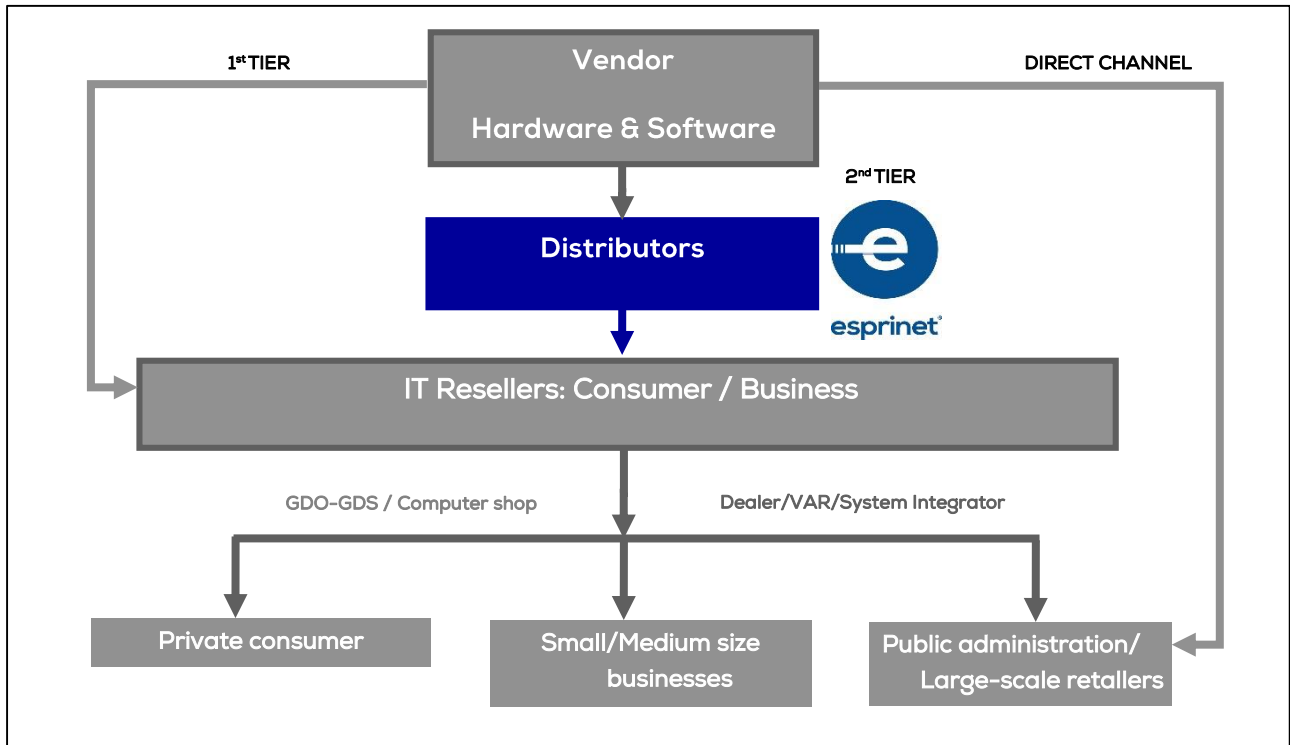 1st TIER
Vendor
DIRECT CHANNEL
Hardware & Software
2nd TIER
Distributors
e
esprinet®
IT Resellers: Consumer / Business
GDO-GDS / Computer shop
Dealer/VAR/System Integrator
Private consumer
Small/Medium size
businesses
Public administration/
Large-scale retallers